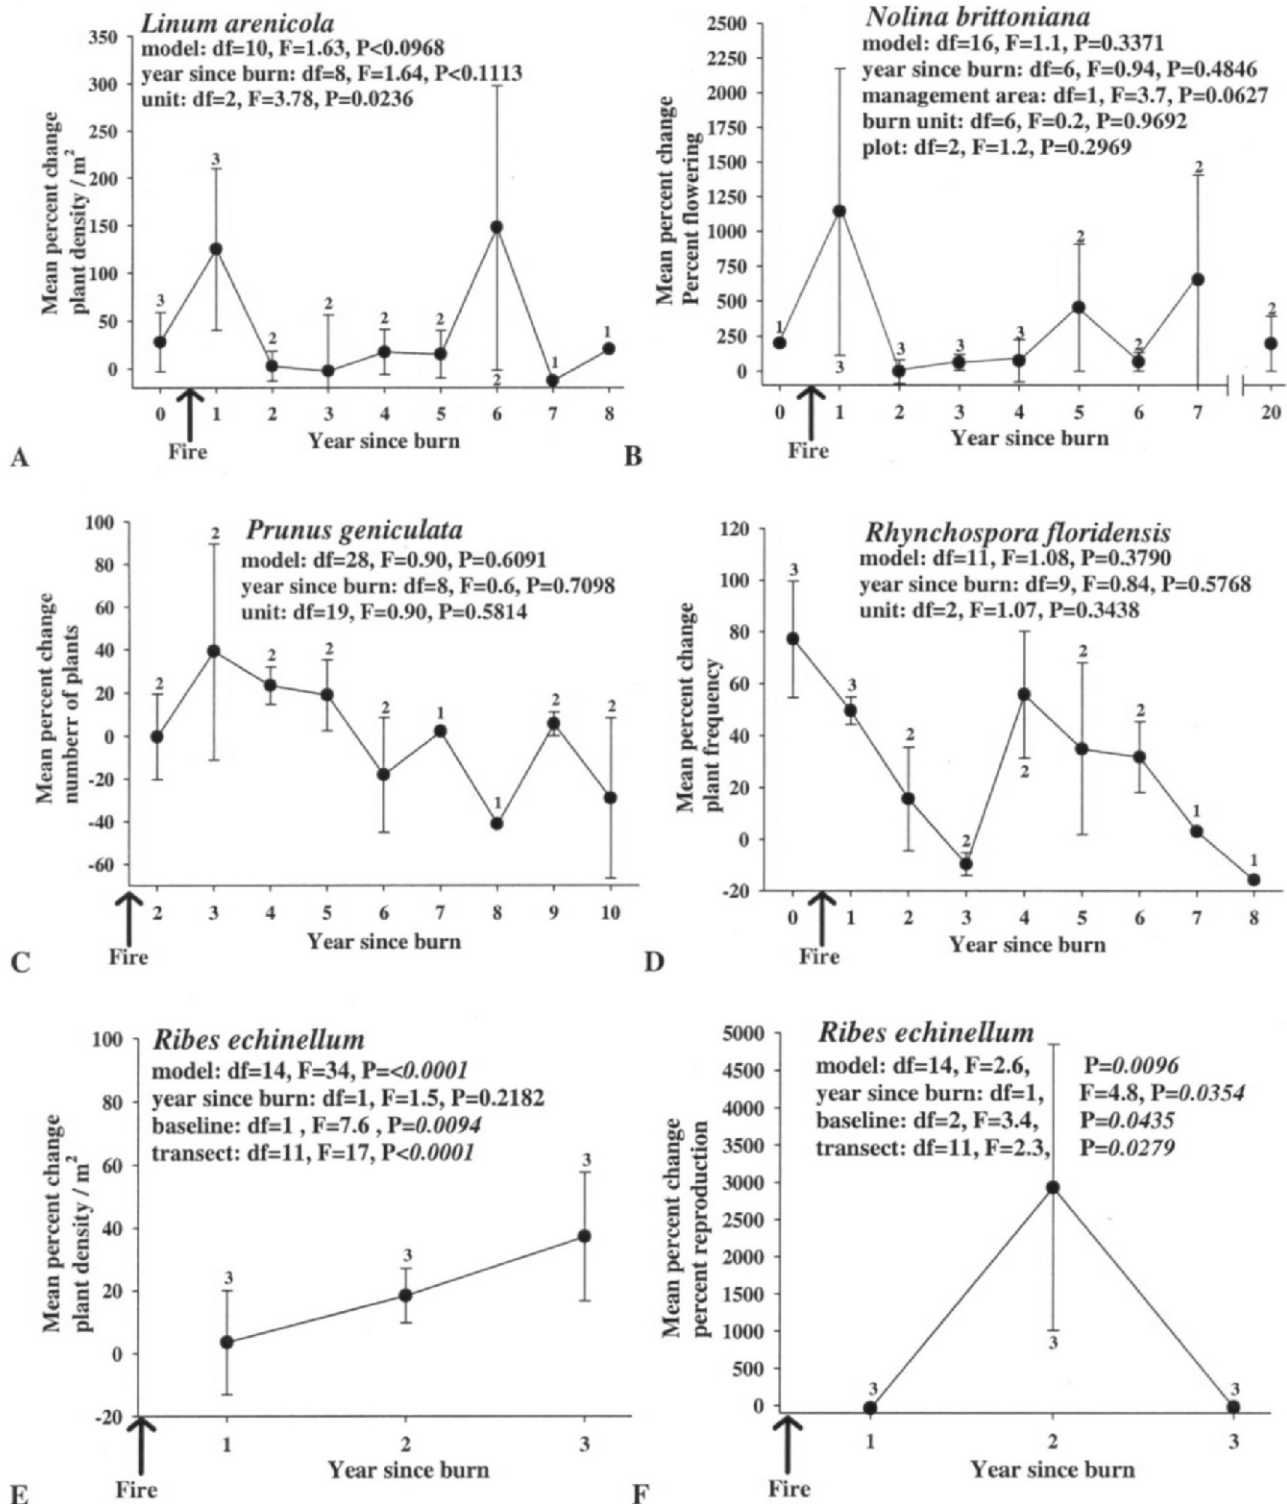 Linum arenicola
model: df=10, F=1.63, P<0.0968
year since burn: df=8, F=1.64, P<0.1113
unit: df=2, F=3.78, P=0.0236
Mean percent change
plant density / m²
350
300
250
200
150
100
50
0
3
3
2
2
2
2
2
1
1
0 1 2 3 4 5 6 7 8
Fire
Year since burn
A
Nolina brittoniana
model: df=16, F=1.1, P=0.3371
year since burn: df=6, F=0.94, P=0.4846
management area: df=1, F=3.7, P=0.0627
burn unit: df=6, F=0.2, P=0.9692
plot: df=2, F=1.2, P=0.2969
Mean percent change
Percent flowering
2500
2250
2000
1750
1500
1250
1000
750
500
250
0
1
3
3
3
3
2
2
2
2
0 1 2 3 4 5 6 7 20
Fire
Year since burn
B
Prunus geniculata
model: df=28, F=0.90, P=0.6091
year since burn: df=8, F=0.6, P=0.7098
unit: df=19, F=0.90, P=0.5814
Mean percent change
numberr of plants
100
80
60
40
20
0
-20
-40
-60
2
2
2
2
2
1
1
2
2
2 3 4 5 6 7 8 9 10
Fire
Year since burn
C
Rhynchospora floridensis
model: df=11, F=1.08, P=0.3790
year since burn: df=9, F=0.84, P=0.5768
unit: df=2, F=1.07, P=0.3438
Mean percent change
plant frequency
120
100
80
60
40
20
0
-20
3
3
2
2
2
2
2
1
1
0 1 2 3 4 5 6 7 8
Fire
Year since burn
D
Ribes echinellum
model: df=14, F=34, P=<0.0001
year since burn: df=1, F=1.5, P=0.2182
baseline: df=1 , F=7.6 , P=0.0094
transect: df=11, F=17, P<0.0001
Mean percent change
plant density / m²
100
80
60
40
20
0
-20
3
3
3
1 2 3
Fire
Year since burn
E
Ribes echinellum
model: df=14, F=2.6, P=0.0096
year since burn: df=1, F=4.8, P=0.0354
baseline: df=2, F=3.4, P=0.0435
transect: df=11, F=2.3, P=0.0279
Mean percent change
percent reproduction
5000
4500
4000
3500
3000
2500
2000
1500
1000
500
0
3
3
3
1 2 3
Fire
Year since burn
F